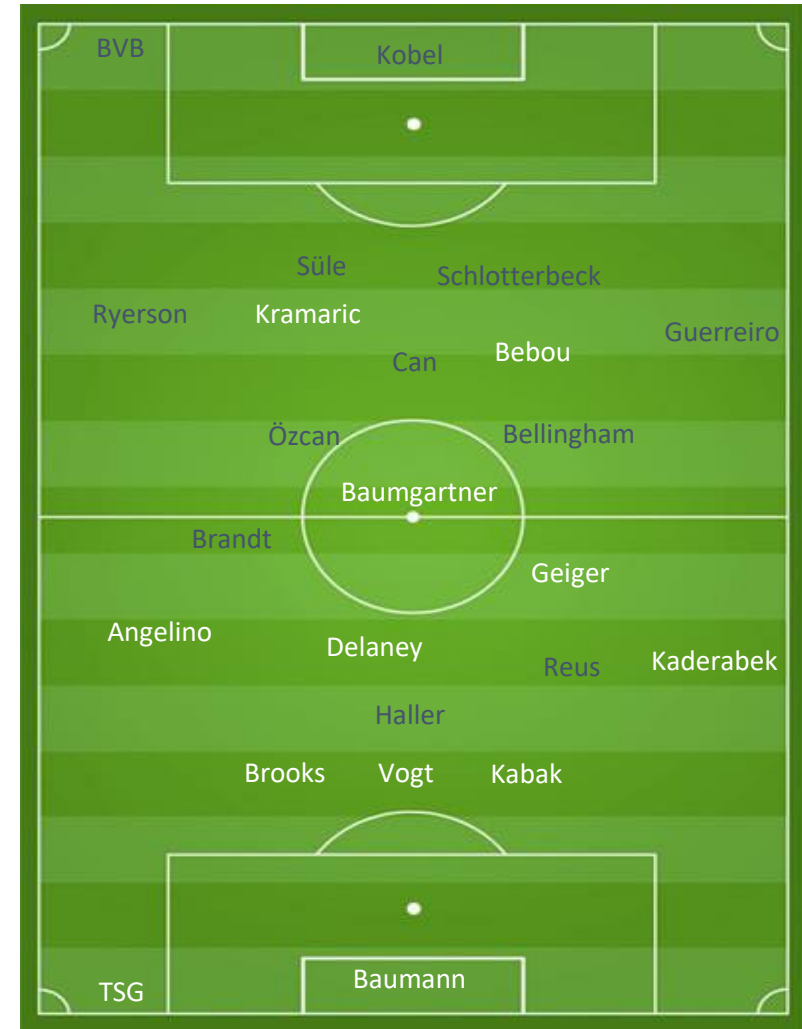 BVB
Kobel
Süle
Schlotterbeck
Ryerson
Kramaric
Guerreiro
Bebou
Can
Özcan
Bellingham
Baumgartner
Brandt
Geiger
Angelino
Delaney
Reus
Kaderabek
Haller
Brooks
Vogt
Kabak
TSG
Baumann